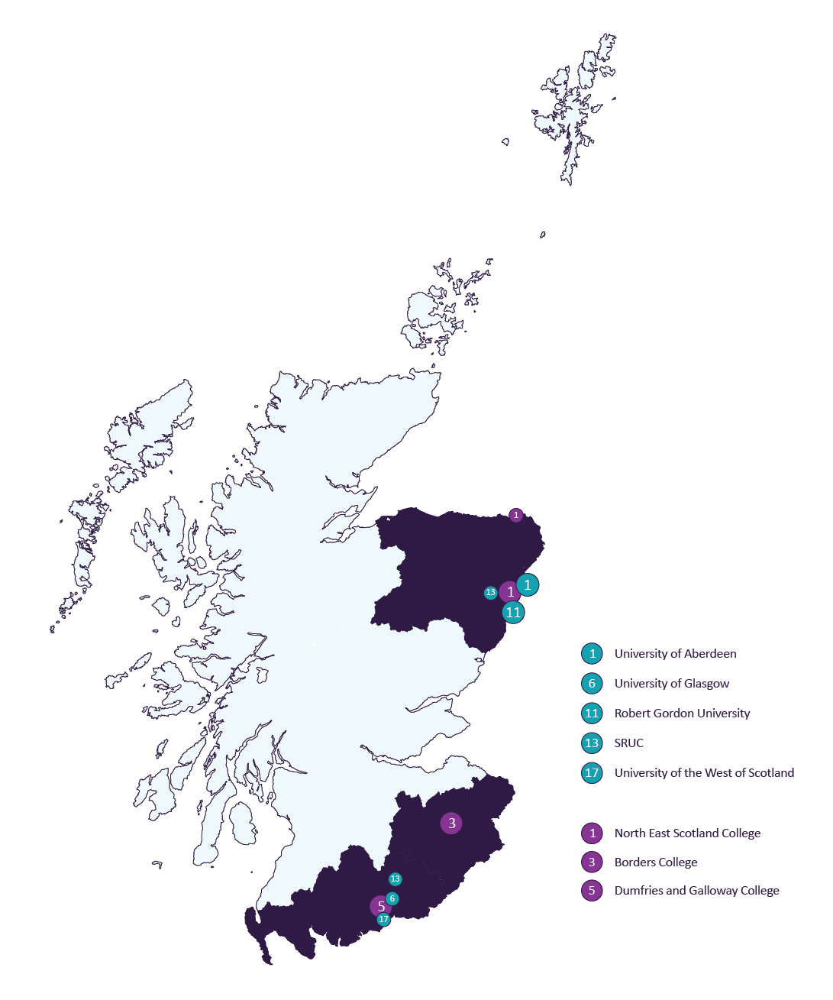 1
13
1
1
11
1 University of Aberdeen
6 University of Glasgow
11 Robert Gordon University
13 SRUC
17 University of the West of Scotland
3
1 North East Scotland College
3 Borders College
13
5 Dumfries and Galloway College
6
5
17